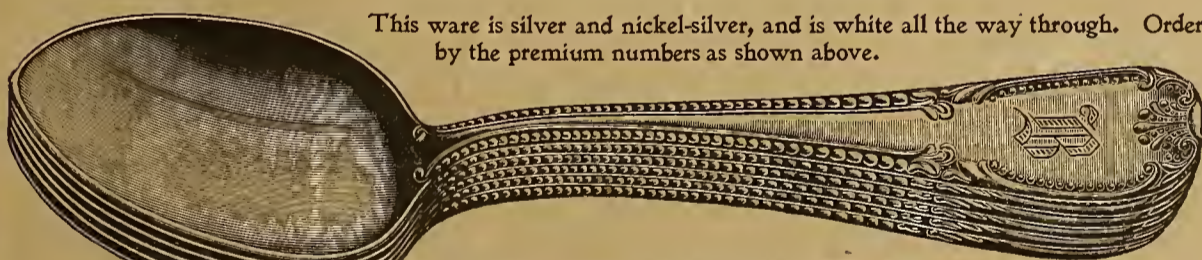 This ware is silver and nickel-silver, and is white all the way through. Order
by the premium numbers as shown above.
B